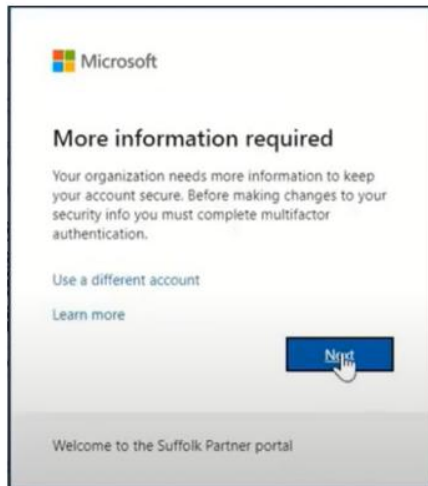 Microsoft
More information required
Your organization needs more information to keep
your account secure. Before making changes to your
security info you must complete multifactor
authentication.
Use a different account
Learn more
Next
Welcome to the Suffolk Partner portal